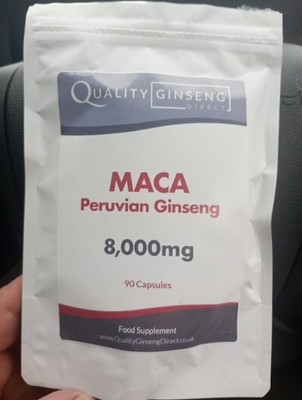 QUALITY GINSENG
DIRECT
MACA
Peruvian Ginseng
8,000mg
90 Capsules
Food Supplement
www.QualityGinsengDirect.co.uk